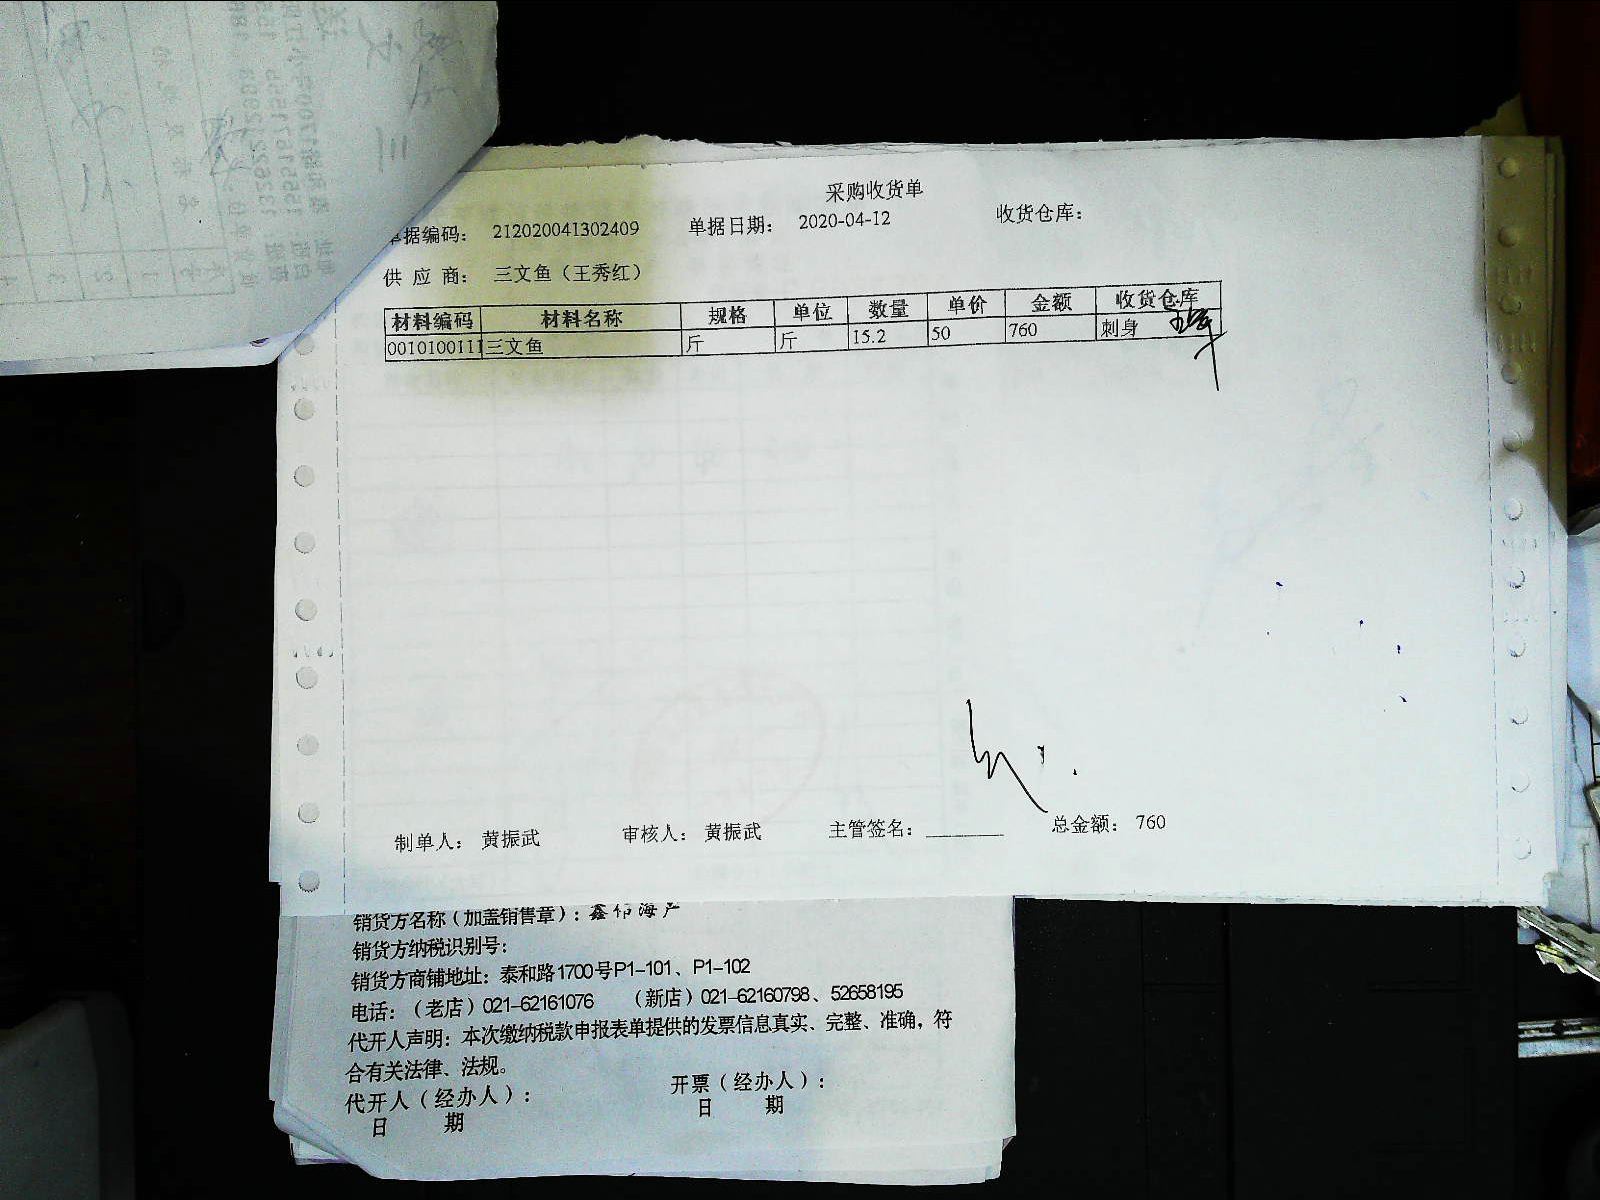 采购收货单
单据编码： 212020041302409 单据日期： 2020-04-12 收货仓库：
供 应 商： 三文鱼（王秀红）
材料编码 材料名称 规格 单位 数量 单价 金额 收货仓库
0010100111 三文鱼 斤 斤 15.2 50 760 刺身
制单人： 黄振武 审核人： 黄振武 主管签名： 总金额： 760
销货方名称（加盖销售章）：
销货方纳税识别号：
销货方商铺地址：泰和路1700号P1-101、P1-102
电话：（老店）021-62161076 （新店）021-62160798、52658195
代开人声明：本次缴纳税款申报表单提供的发票信息真实、完整、准确，符
合有关法律、法规。
代开人（经办人）： 开票（经办人）：
日 期 日 期